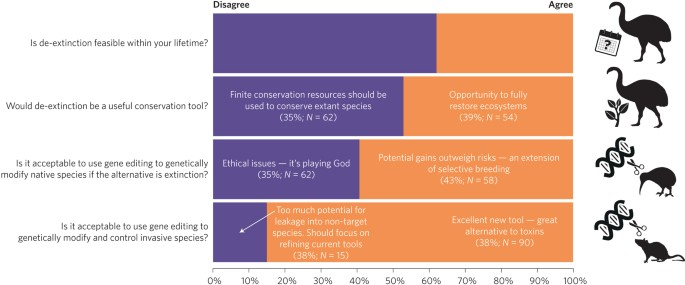 Disagree Agree
Is de-extinction feasible within your lifetime?
?
Would de-extinction be a useful conservation tool?
Finite conservation resources should be
used to conserve extant species
(35%; N = 62)
Opportunity to fully
restore ecosystems
(39%; N = 54)
Is it acceptable to use gene editing to genetically
modify native species if the alternative is extinction?
Ethical issues — it's playing God
(35%; N = 62)
Potential gains outweigh risks — an extension
of selective breeding
(43%; N = 58)
Is it acceptable to use gene editing to
genetically modify and control invasive species?
Too much potential for
leakage into non-target
species. Should focus on
refining current tools
(38%; N = 15)
Excellent new tool — great
alternative to toxins
(38%; N = 90)
0% 10% 20% 30% 40% 50% 60% 70% 80% 90% 100%